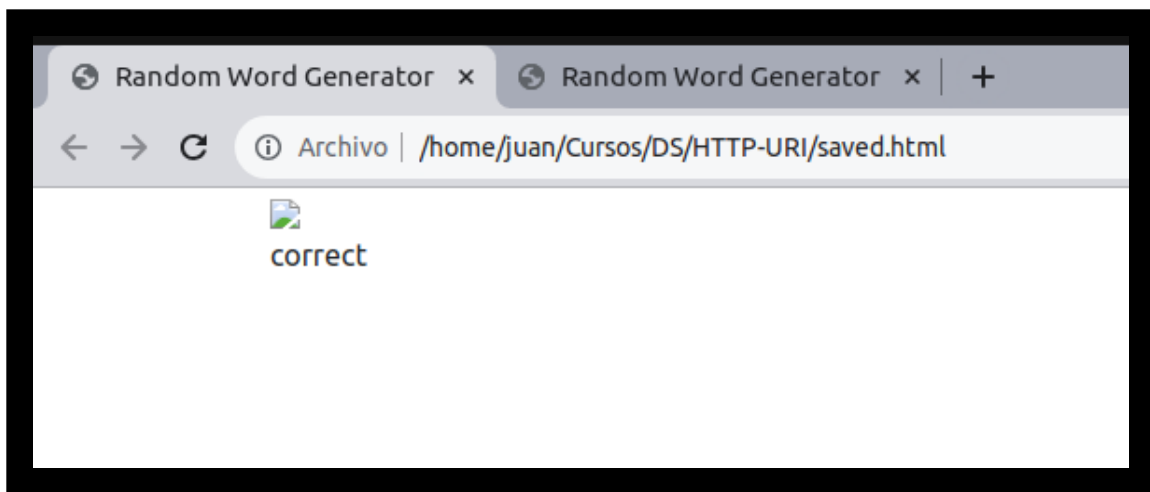 Random Word Generator × Random Word Generator × +
Archivo | /home/juan/Cursos/DS/HTTP-URI/saved.html
correct